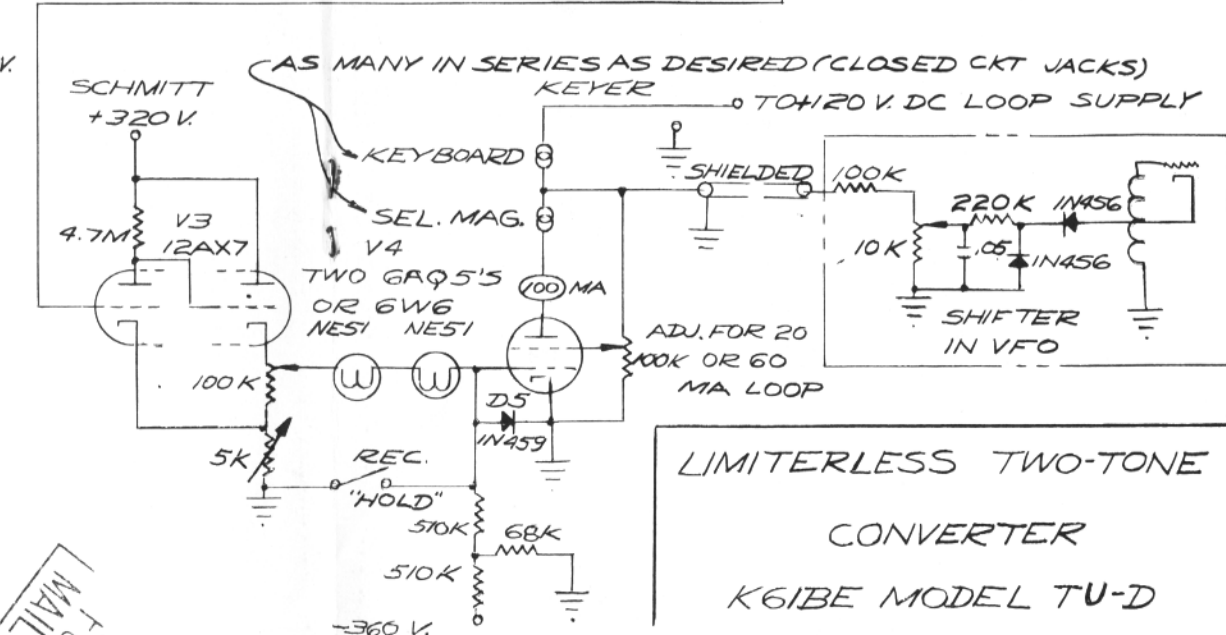 V.
AS MANY IN SERIES AS DESIRED (CLOSED CKT JACKS)
SCHMITT
+320 V.
KEYER
TO +120 V. DC LOOP SUPPLY
KEYBOARD
SHIELDED
100K
SEL. MAG.
220K
1N456
4.7M
V3
12AX7
V4
10K
.05
1N456
TWO 6AQ5'S
OR 6W6
100 MA
NE51
NE51
SHIFTER
IN VFO
ADJ. FOR 20
100K OR 60
MA LOOP
100K
D5
1N459
5K
REC.
"HOLD"
510K
68K
510K
-360 V.
LIMITERLESS TWO-TONE
CONVERTER
K6IBE MODEL TU-D
MAIL